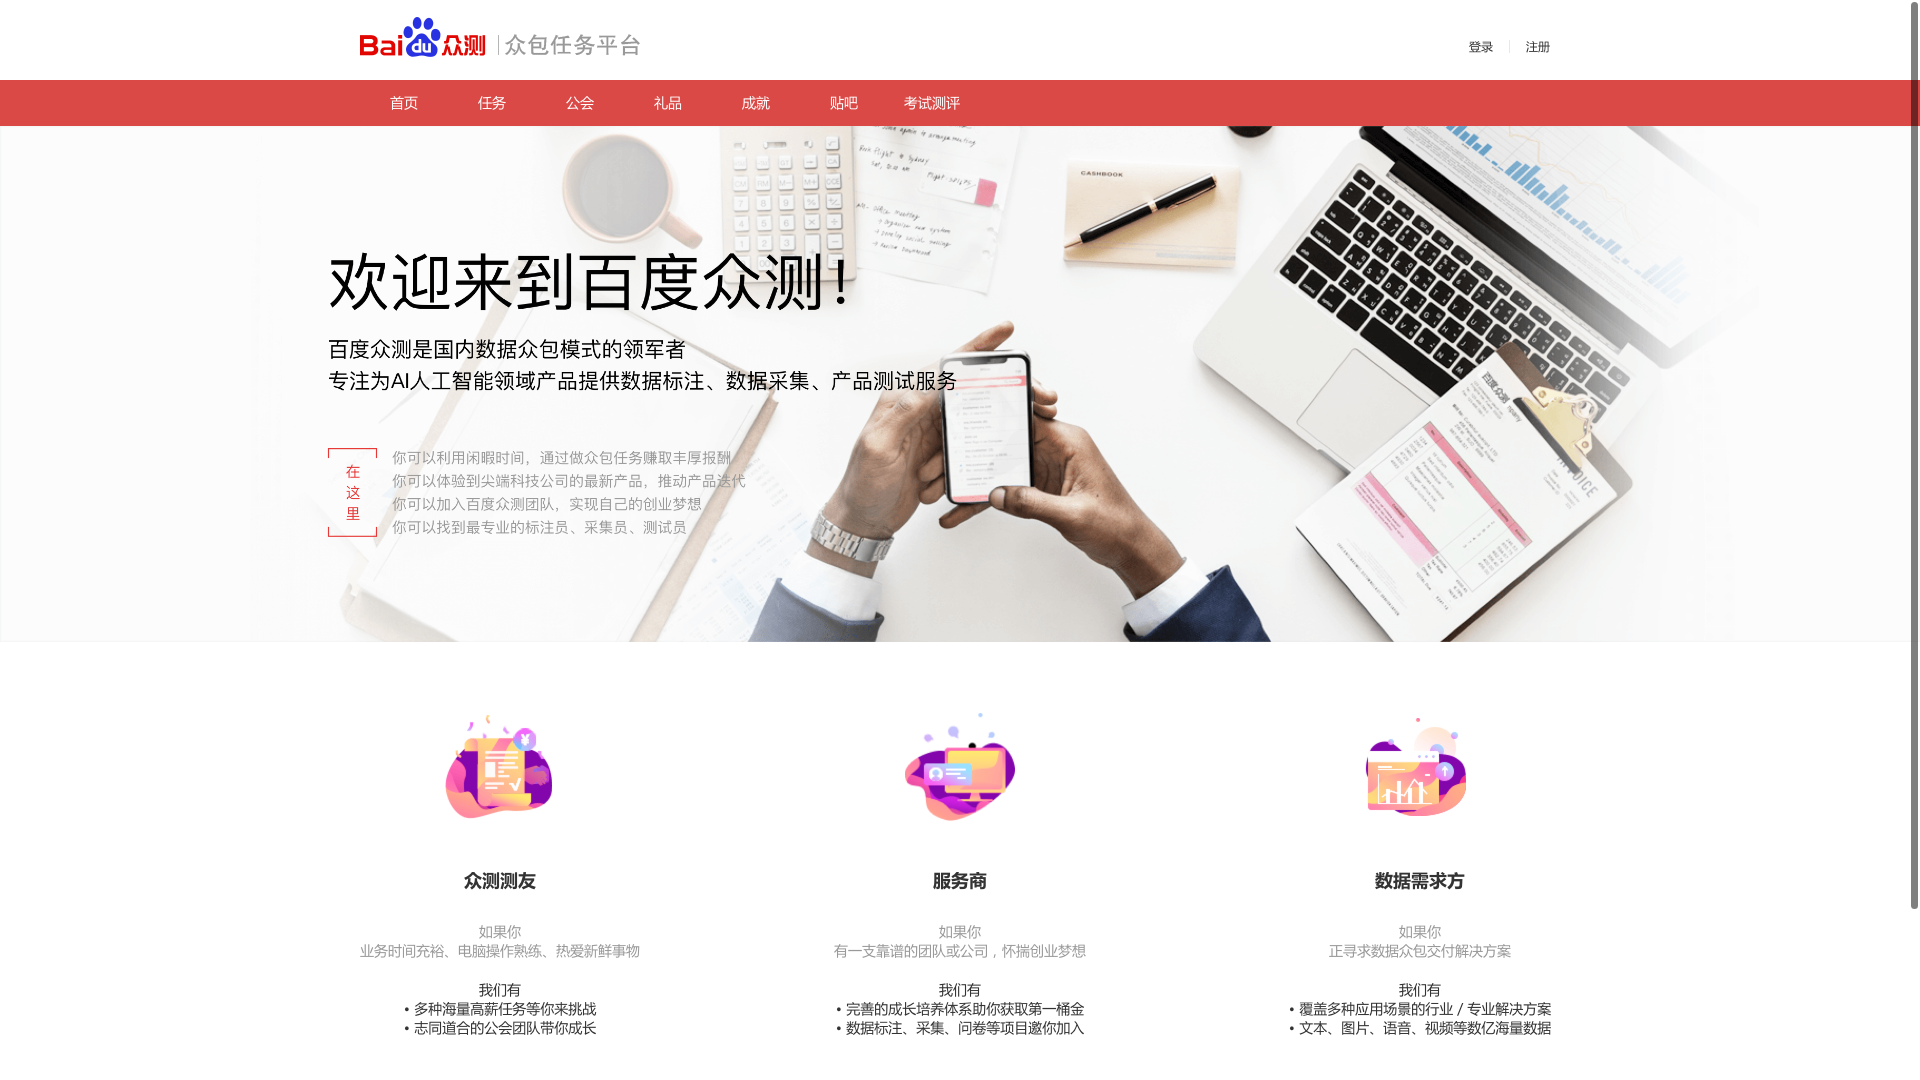 Baidu众测 众包任务平台
登录 注册
首页 任务 公会 礼品 成就 贴吧 考试测评
CASHBOOK
欢迎来到百度众测！
百度众测是国内数据众包模式的领军者
专注为AI人工智能领域产品提供数据标注、数据采集、产品测试服务
在这里
你可以利用闲暇时间，通过做众包任务赚取丰厚报酬
你可以体验到尖端科技公司的最新产品，推动产品迭代
你可以加入百度众测团队，实现自己的创业梦想
你可以找到最专业的标注员、采集员、测试员
百度众测
INVOICE
众测测友
如果你
业务时间充裕、电脑操作熟练、热爱新鲜事物
我们有
• 多种海量高薪任务等你来挑战
• 志同道合的公会团队带你成长
服务商
如果你
有一支靠谱的团队或公司，怀揣创业梦想
我们有
• 完善的成长培养体系助你获取第一桶金
• 数据标注、采集、问卷等项目邀你加入
数据需求方
如果你
正寻求数据众包交付解决方案
我们有
• 覆盖多种应用场景的行业 / 专业解决方案
• 文本、图片、语音、视频等数亿海量数据